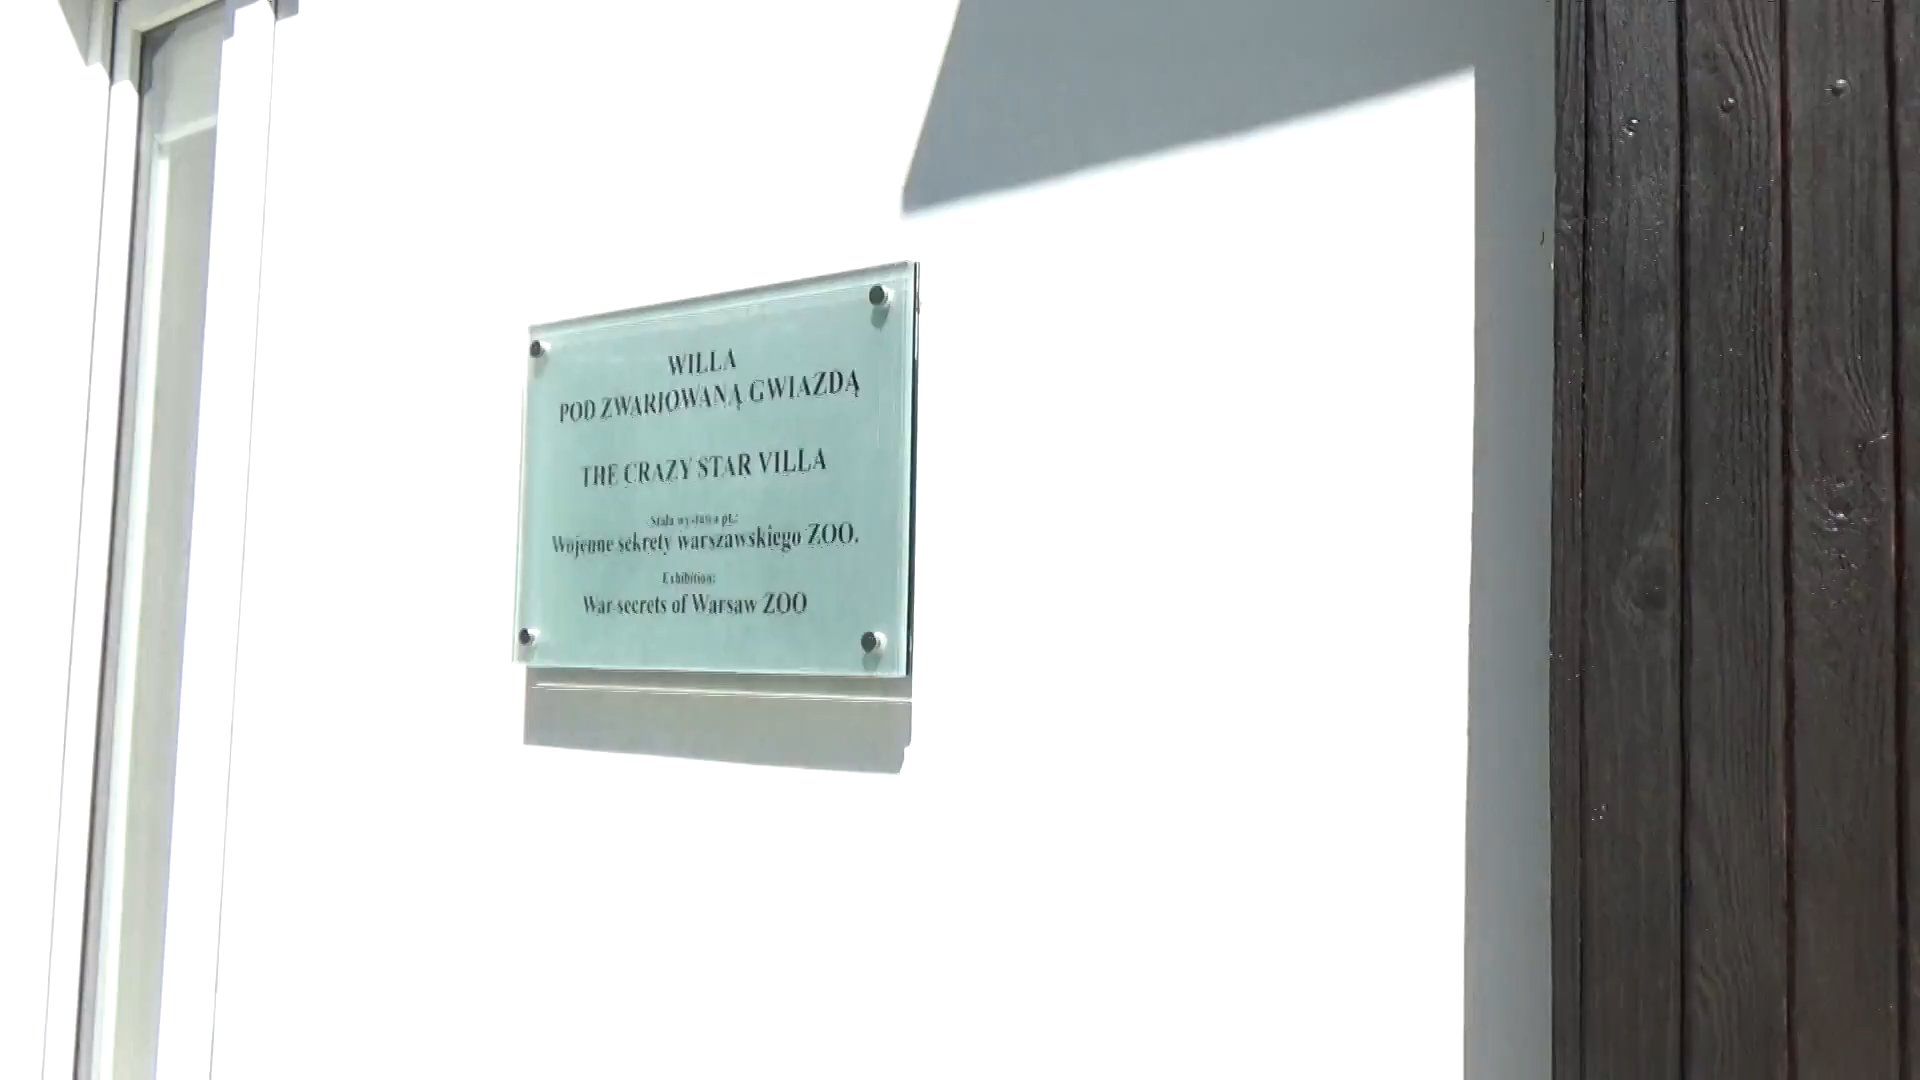 WILLA
POD ZWARIOWANĄ GWIAZDĄ
THE CRAZY STAR VILLA
Stała wystawa pt.:
Wojenne sekrety warszawskiego ZOO.
Exhibition:
War secrets of Warsaw ZOO